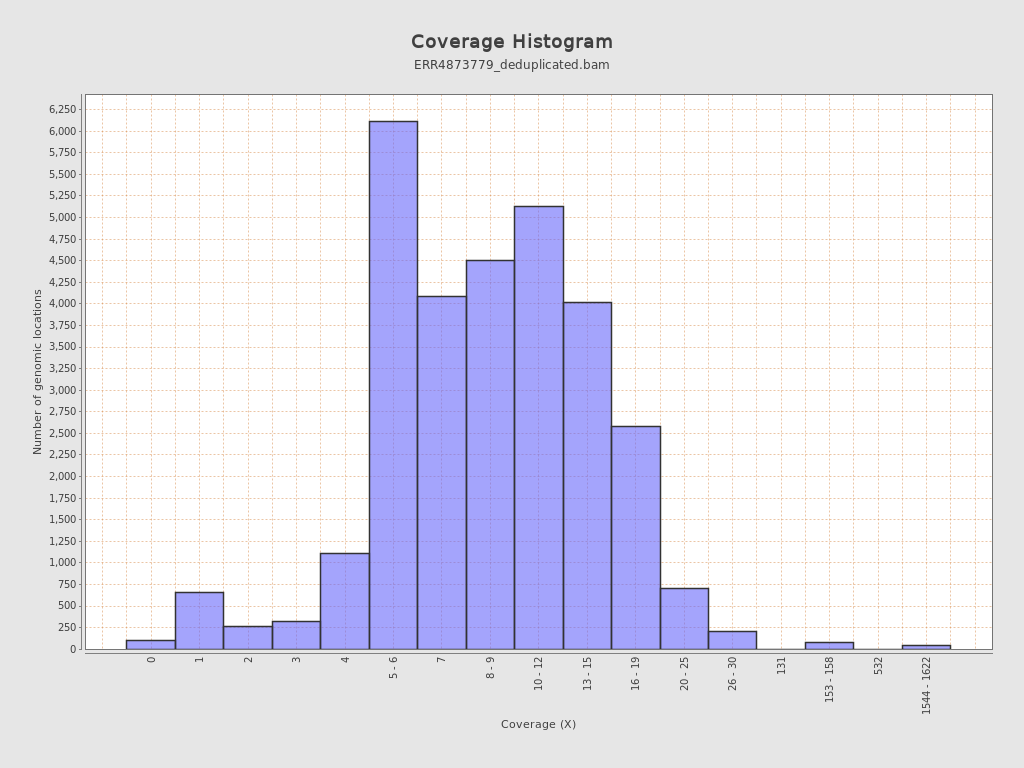 Coverage Histogram
ERR4873779_deduplicated.bam
Number of genomic locations
6,250
6,000
5,750
5,500
5,250
5,000
4,750
4,500
4,250
4,000
3,750
3,500
3,250
3,000
2,750
2,500
2,250
2,000
1,750
1,500
1,250
1,000
750
500
250
0
0
1
2
3
4
5 - 6
7
8 - 9
10 - 12
13 - 15
16 - 19
20 - 25
26 - 30
131
153 - 158
532
1544 - 1622
Coverage (X)